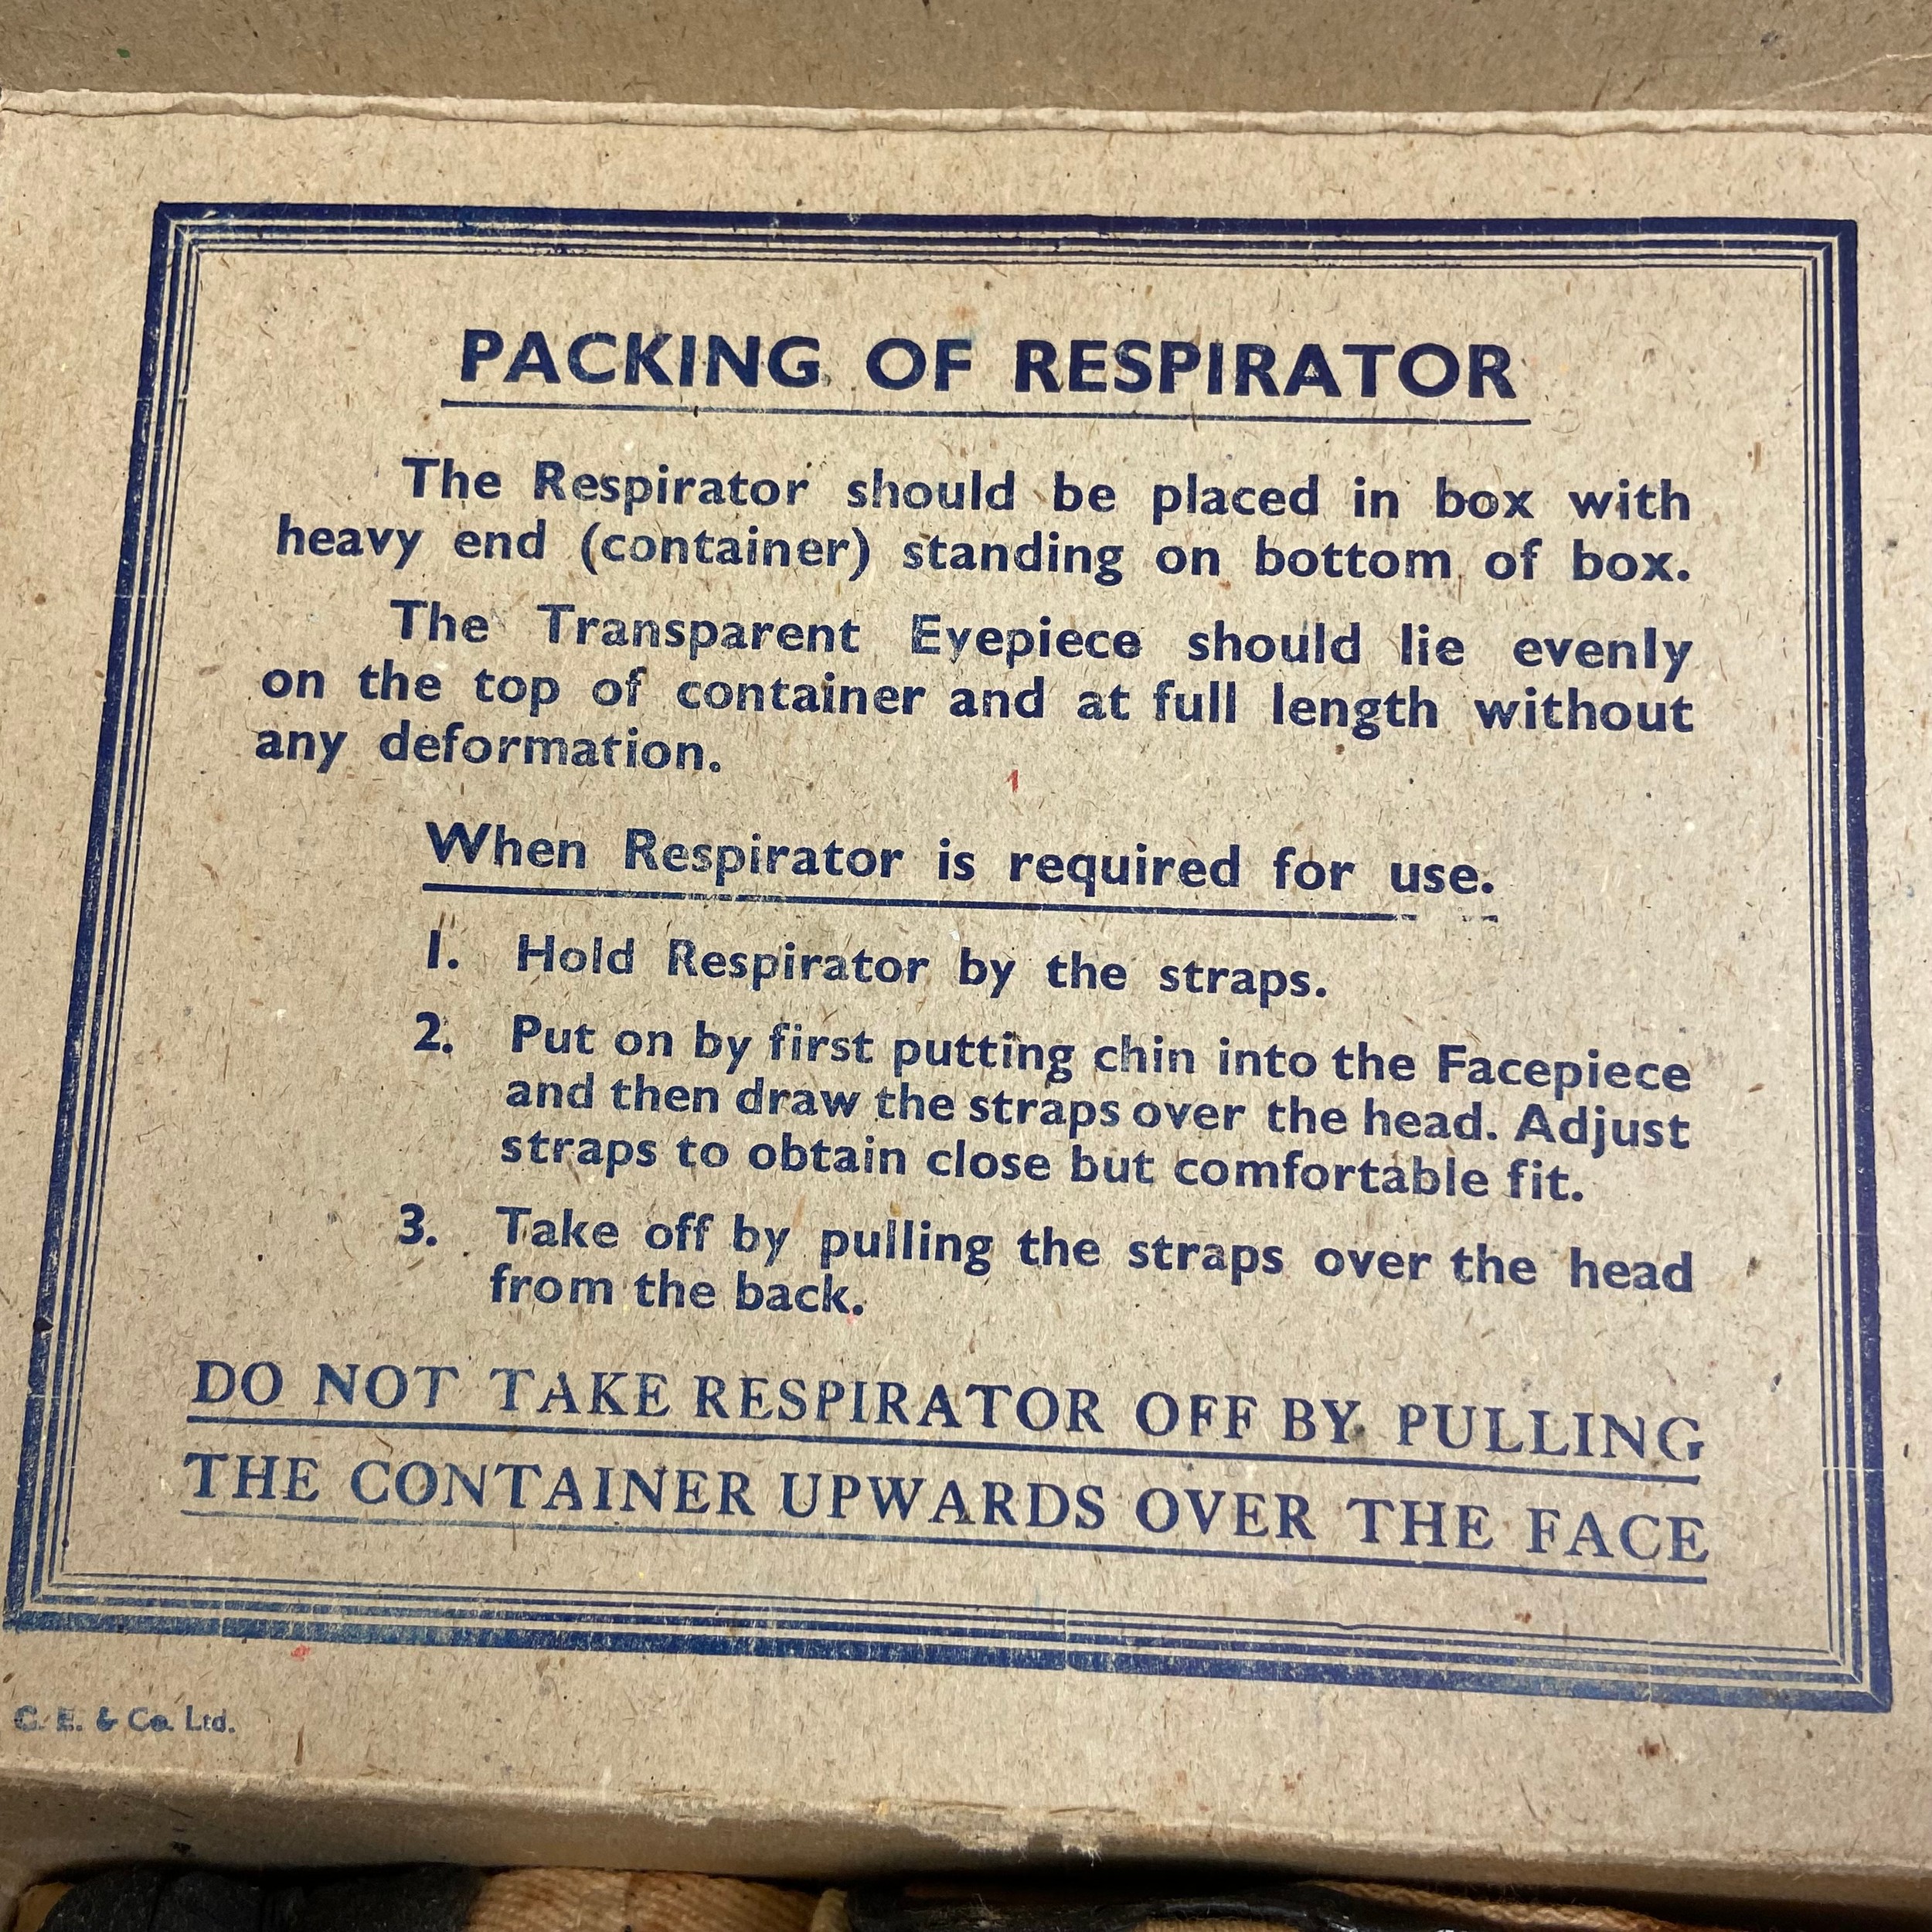 PACKING OF RESPIRATOR
The Respirator should be placed in box with
heavy end (container) standing on bottom of box.
The Transparent Eyepiece should lie evenly
on the top of container and at full length without
any deformation.
When Respirator is required for use.
1. Hold Respirator by the straps.
2. Put on by first putting chin into the Facepiece
and then draw the straps over the head. Adjust
straps to obtain close but comfortable fit.
3. Take off by pulling the straps over the head
from the back.
DO NOT TAKE RESPIRATOR OFF BY PULLING
THE CONTAINER UPWARDS OVER THE FACE
C. E. & Co. Ltd.